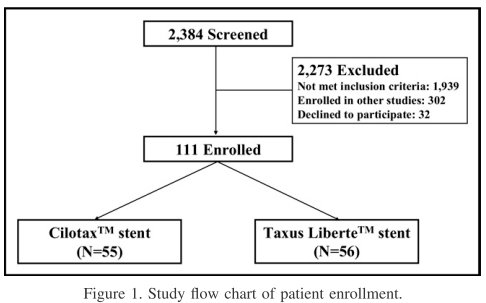 2,384 Screened
2,273 Excluded
Not met inclusion criteria: 1,939
Enrolled in other studies: 302
Declined to participate: 32
111 Enrolled
Cilotax™ stent
(N=55)
Taxus Liberte™ stent
(N=56)
Figure 1. Study flow chart of patient enrollment.